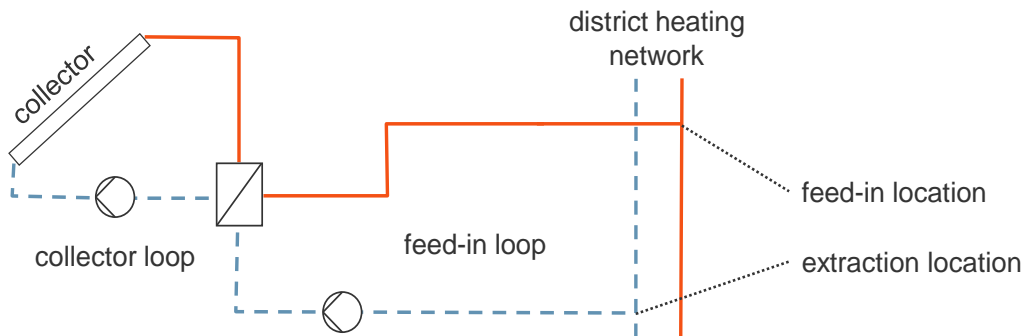 district heating
network
collector
feed-in location
collector loop
feed-in loop
extraction location